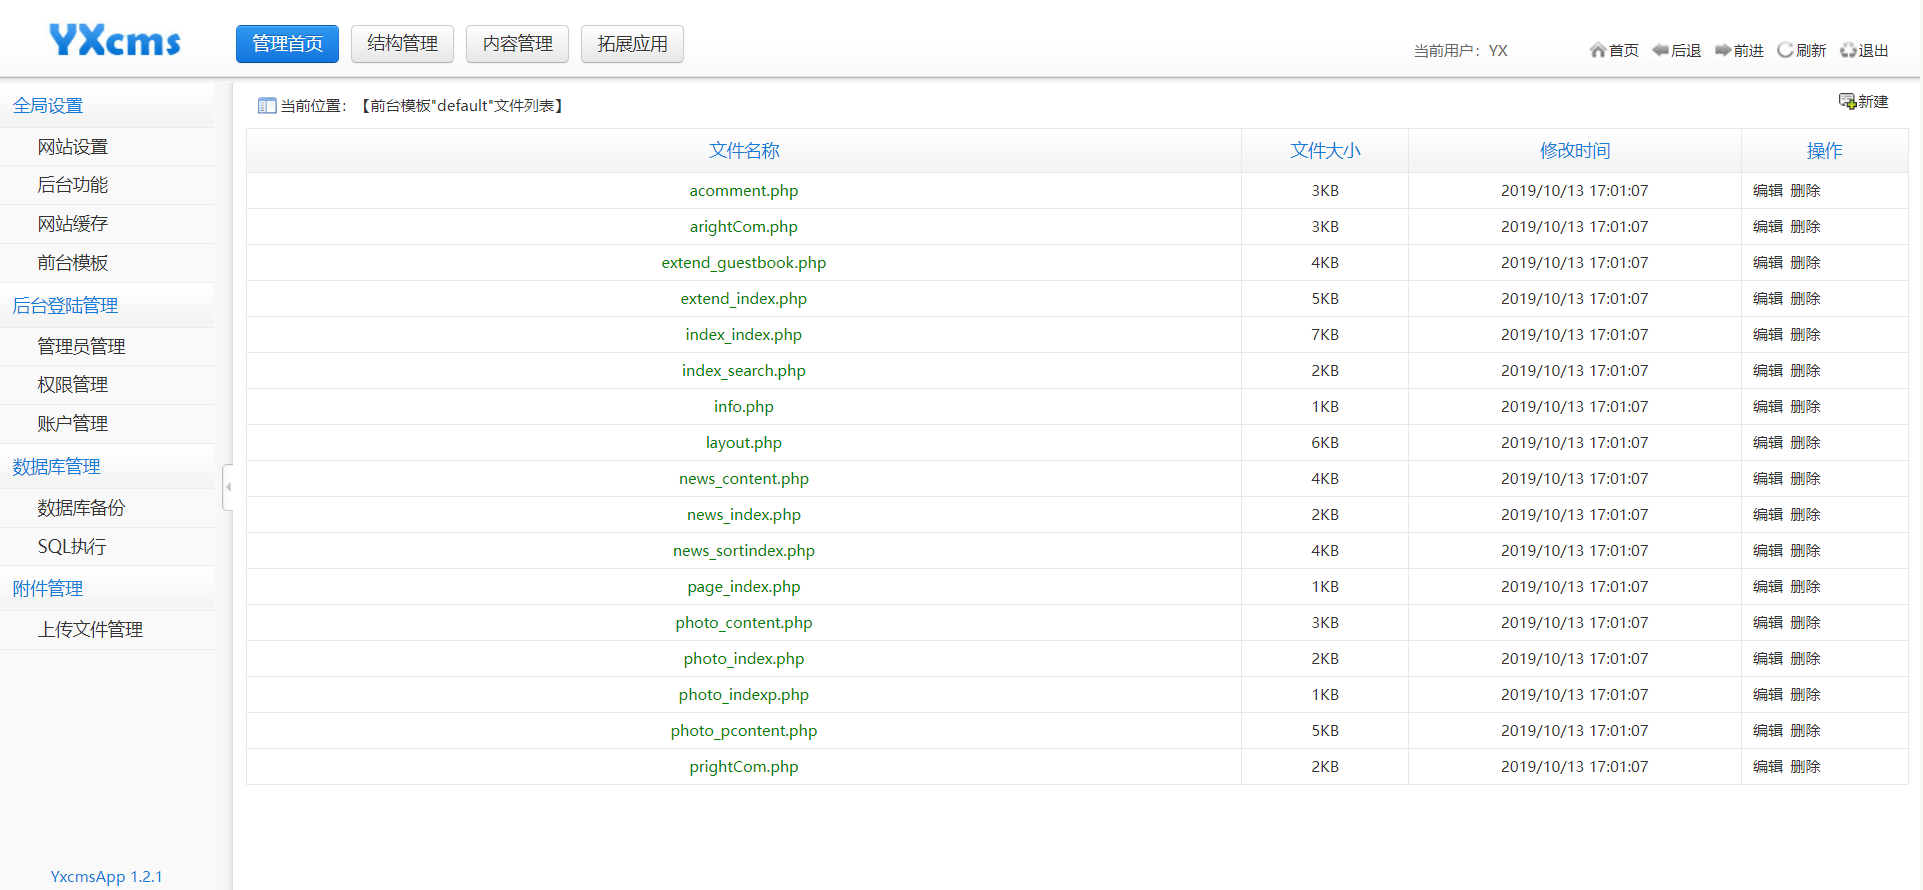 YXcms
管理首页 结构管理 内容管理 拓展应用
当前用户：YX 首页 后退 前进 刷新 退出
全局设置
网站设置
后台功能
网站缓存
前台模板
后台登陆管理
管理员管理
权限管理
账户管理
数据库管理
数据库备份
SQL执行
附件管理
上传文件管理
YxcmsApp 1.2.1
当前位置：【前台模板"default"文件列表】 新建
文件名称 文件大小 修改时间 操作
acomment.php 3KB 2019/10/13 17:01:07 编辑 删除
arightCom.php 3KB 2019/10/13 17:01:07 编辑 删除
extend_guestbook.php 4KB 2019/10/13 17:01:07 编辑 删除
extend_index.php 5KB 2019/10/13 17:01:07 编辑 删除
index_index.php 7KB 2019/10/13 17:01:07 编辑 删除
index_search.php 2KB 2019/10/13 17:01:07 编辑 删除
info.php 1KB 2019/10/13 17:01:07 编辑 删除
layout.php 6KB 2019/10/13 17:01:07 编辑 删除
news_content.php 4KB 2019/10/13 17:01:07 编辑 删除
news_index.php 2KB 2019/10/13 17:01:07 编辑 删除
news_sortindex.php 4KB 2019/10/13 17:01:07 编辑 删除
page_index.php 1KB 2019/10/13 17:01:07 编辑 删除
photo_content.php 3KB 2019/10/13 17:01:07 编辑 删除
photo_index.php 2KB 2019/10/13 17:01:07 编辑 删除
photo_indexp.php 1KB 2019/10/13 17:01:07 编辑 删除
photo_pcontent.php 5KB 2019/10/13 17:01:07 编辑 删除
prightCom.php 2KB 2019/10/13 17:01:07 编辑 删除